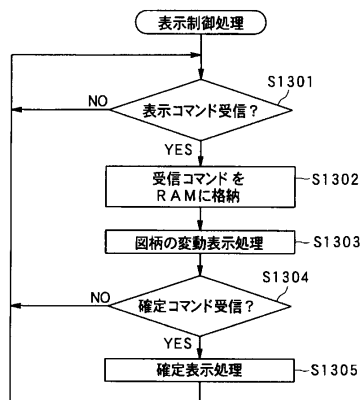 表示制御処理
S1301
NO
表示コマンド受信？
YES
受信コマンドを
RAMに格納
S1302
図柄の変動表示処理
S1303
S1304
NO
確定コマンド受信？
YES
確定表示処理
S1305